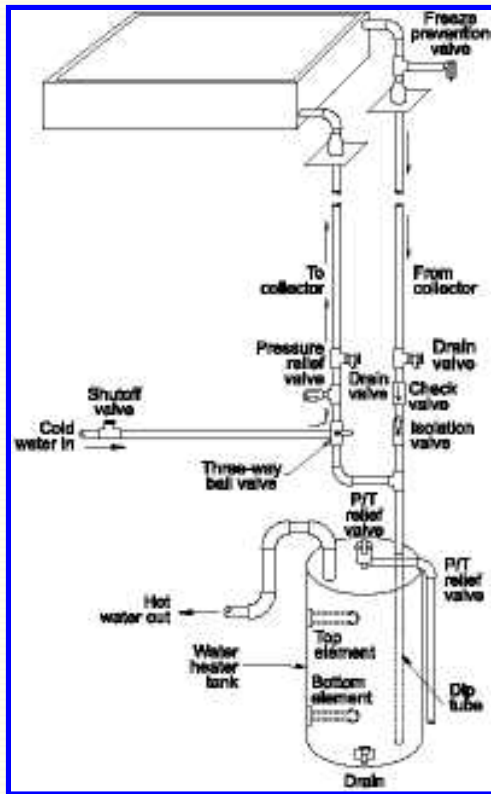 Freeze
prevention
valve
To
collector
From
collector
Pressure
relief
valve
Drain
valve
Drain
valve
Check
valve
Shutoff
valve
Cold
water in
Isolation
valve
Three-way
ball valve
P/T
relief
valve
P/T
relief
valve
Hot
water out
Water
heater
tank
Top
element
Bottom
element
Dip
tube
Drain